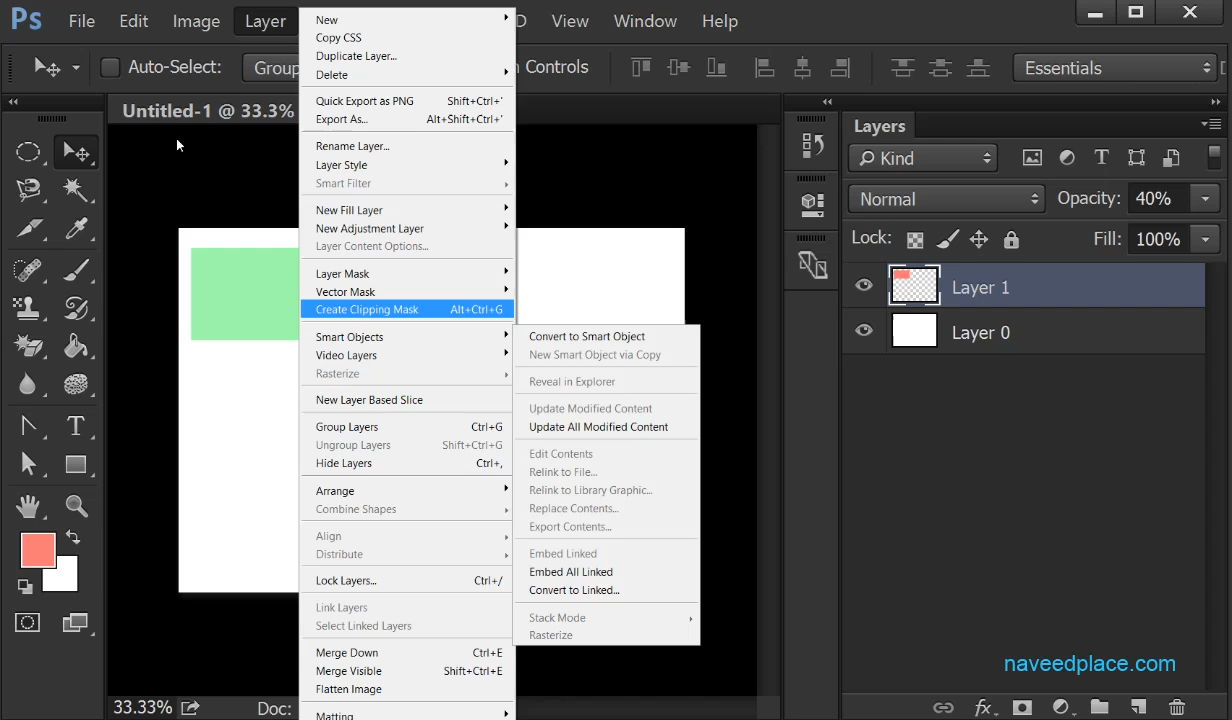 Ps File Edit Image Layer D View Window Help
Auto-Select: Group Controls Essentials
Untitled-1 @ 33.3%
New
Copy CSS
Duplicate Layer...
Delete
Quick Export as PNG Shift+Ctrl+'
Export As... Alt+Shift+Ctrl+'
Rename Layer...
Layer Style
Smart Filter
New Fill Layer
New Adjustment Layer
Layer Content Options...
Layer Mask
Vector Mask
Create Clipping Mask Alt+Ctrl+G
Smart Objects
Video Layers
Rasterize
New Layer Based Slice
Group Layers Ctrl+G
Ungroup Layers Shift+Ctrl+G
Hide Layers Ctrl+,
Arrange
Combine Shapes
Align
Distribute
Lock Layers... Ctrl+/
Link Layers
Select Linked Layers
Merge Down Ctrl+E
Merge Visible Shift+Ctrl+E
Flatten Image
Matting
Convert to Smart Object
New Smart Object via Copy
Reveal in Explorer
Update Modified Content
Update All Modified Content
Edit Contents
Relink to File...
Relink to Library Graphic...
Replace Contents...
Export Contents...
Embed Linked
Embed All Linked
Convert to Linked...
Stack Mode
Rasterize
Layers
Kind
Normal Opacity: 40%
Lock: Fill: 100%
Layer 1
Layer 0
naveedplace.com
33.33% Doc:
fx